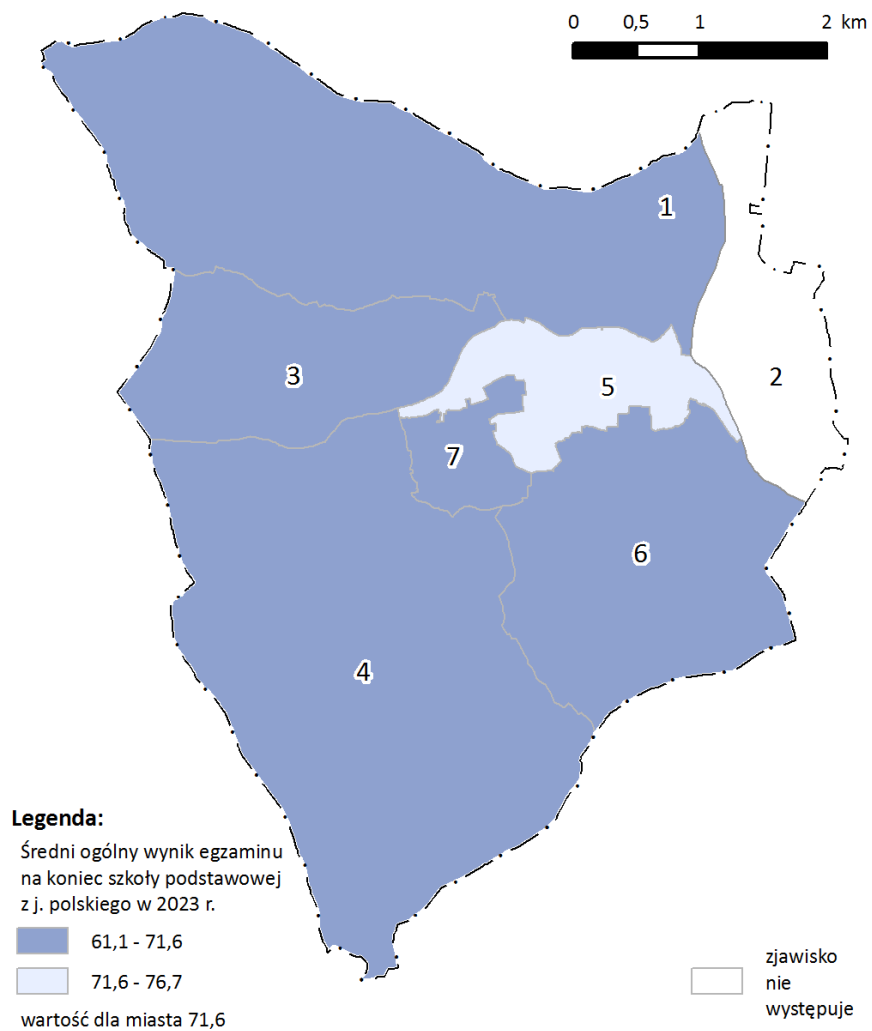 0 0,5 1 2 km
1
2
3
5
7
6
4
Legenda:
Średni ogólny wynik egzaminu
na koniec szkoły podstawowej
z j. polskiego w 2023 r.
61,1 - 71,6
71,6 - 76,7
wartość dla miasta 71,6
zjawisko
nie
występuje